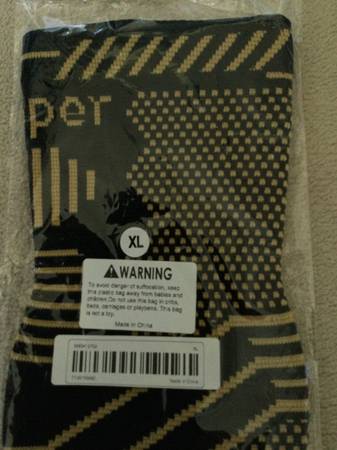 per
XL
WARNING
To avoid danger of suffocation, keep
this plastic bag away from babies and
children.Do not use this bag in cribs,
beds, carriages or playpens. This bag
is not a toy.
Made in China
XL
Made in China